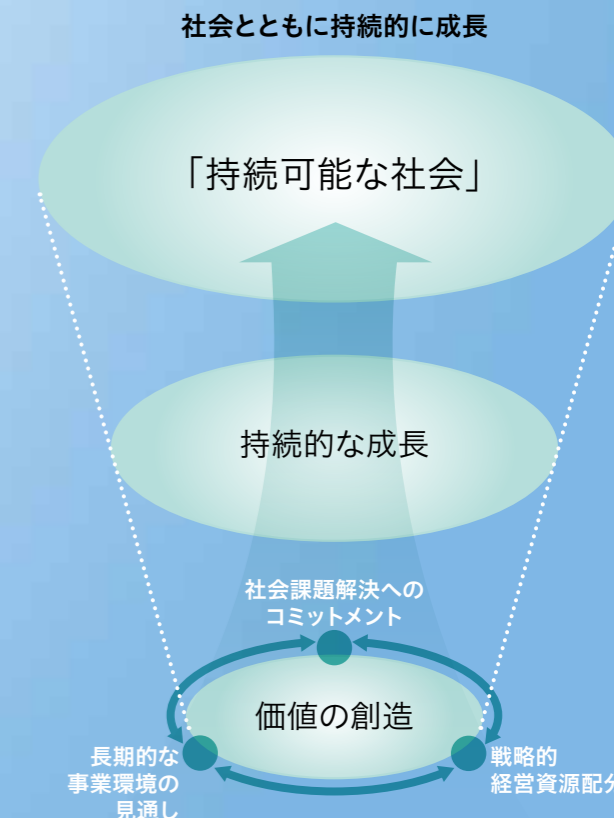 社会とともに持続的に成長
「持続可能な社会」
持続的な成長
社会課題解決への
コミットメント
価値の創造
長期的な
事業環境の
見通し
戦略的
経営資源配分